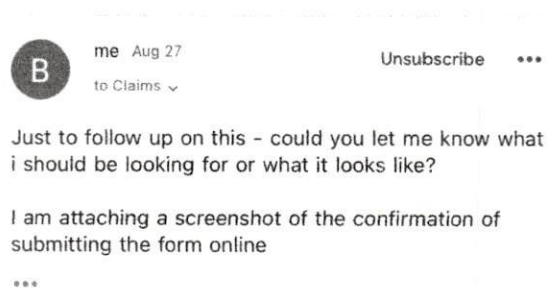 B
me Aug 27
Unsubscribe
to Claims
Just to follow up on this - could you let me know what
i should be looking for or what it looks like?
I am attaching a screenshot of the confirmation of
submitting the form online